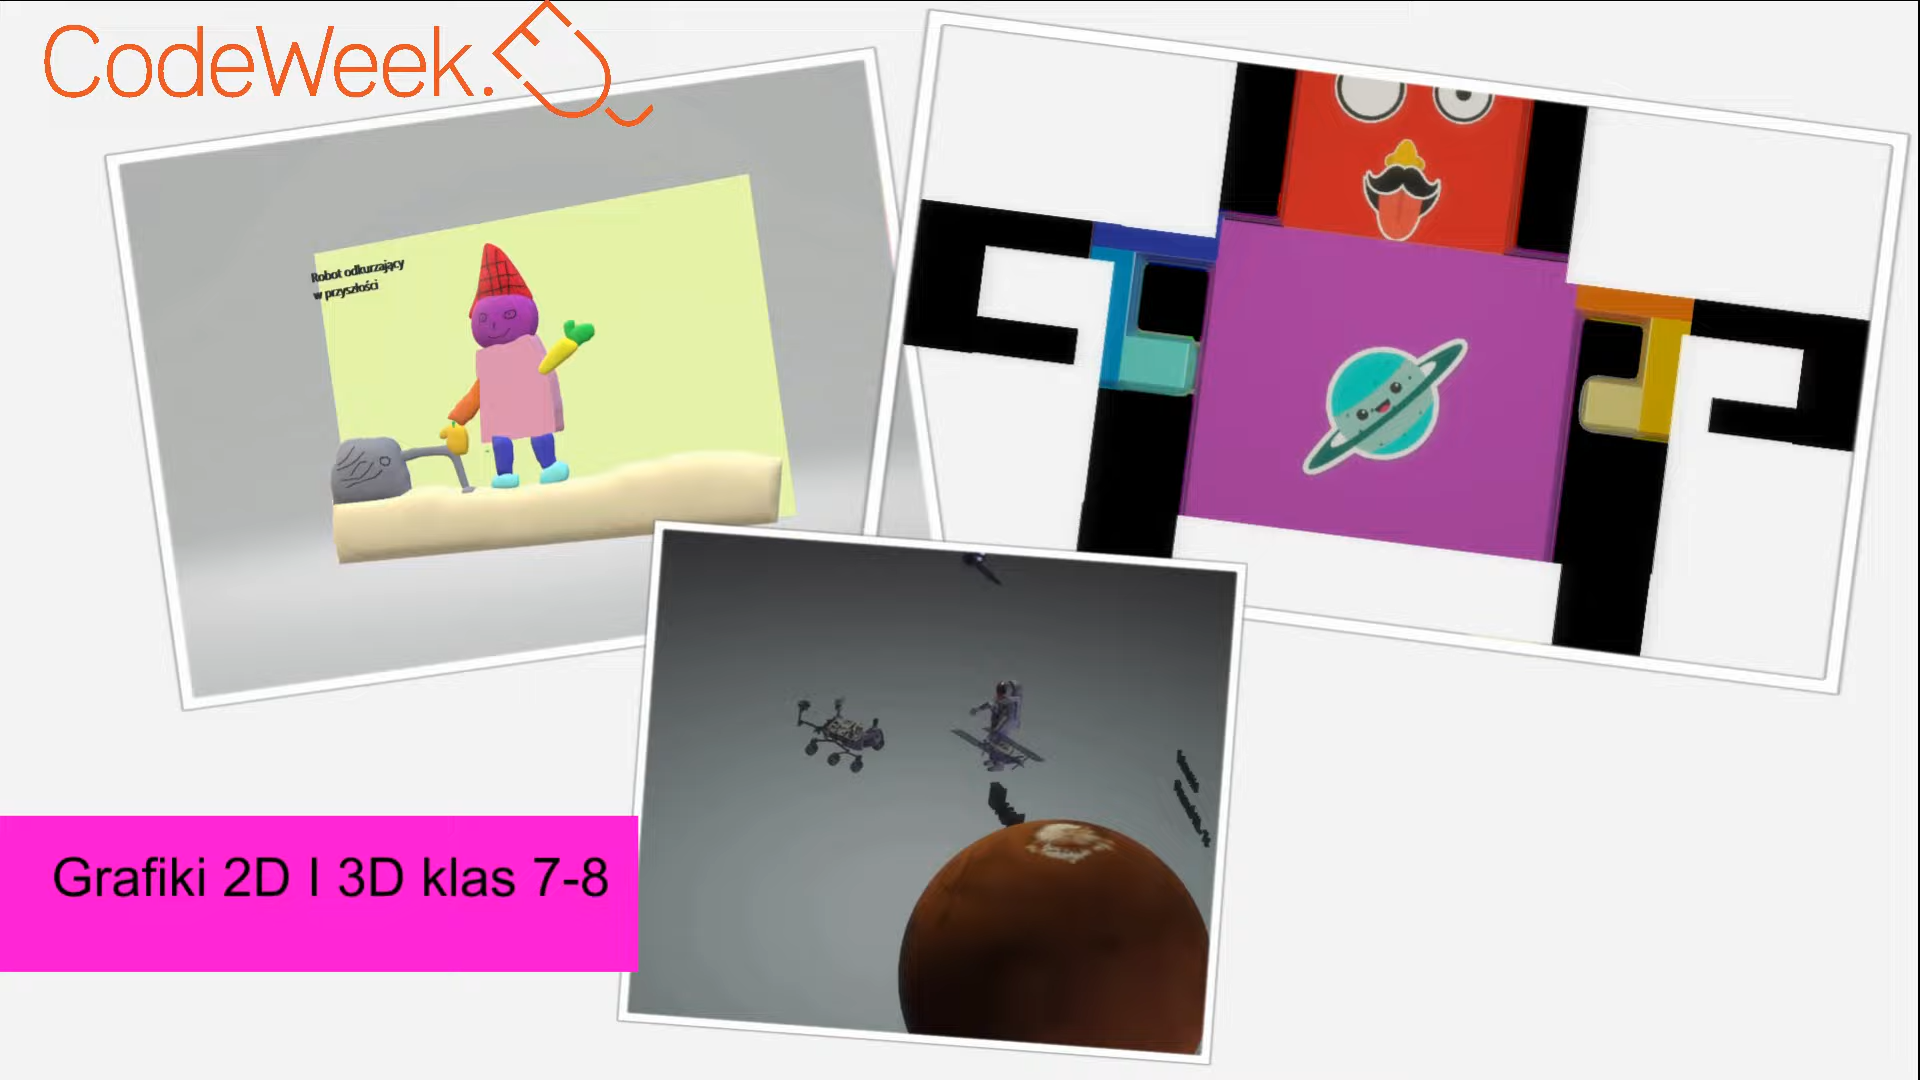 CodeWeek.
Robot odkurzający
w przyszłości
Grafiki 2D I 3D klas 7-8